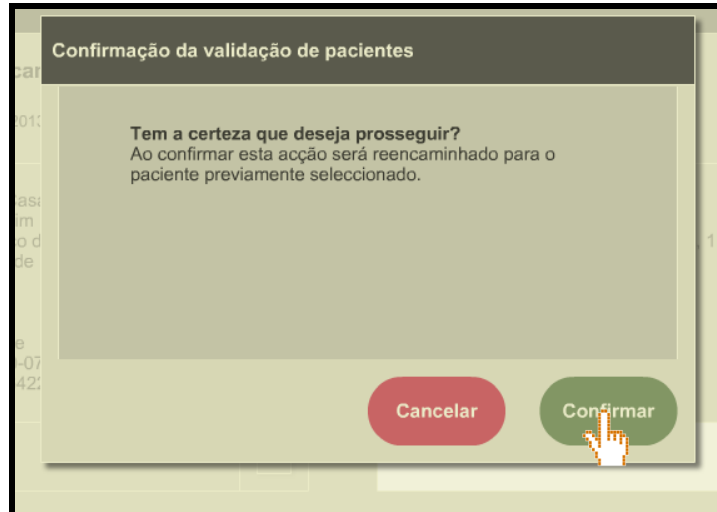 Confirmação da validação de pacientes
Tem a certeza que deseja prosseguir?
Ao confirmar esta acção será reencaminhado para o
paciente previamente seleccionado.
Cancelar
Confirmar